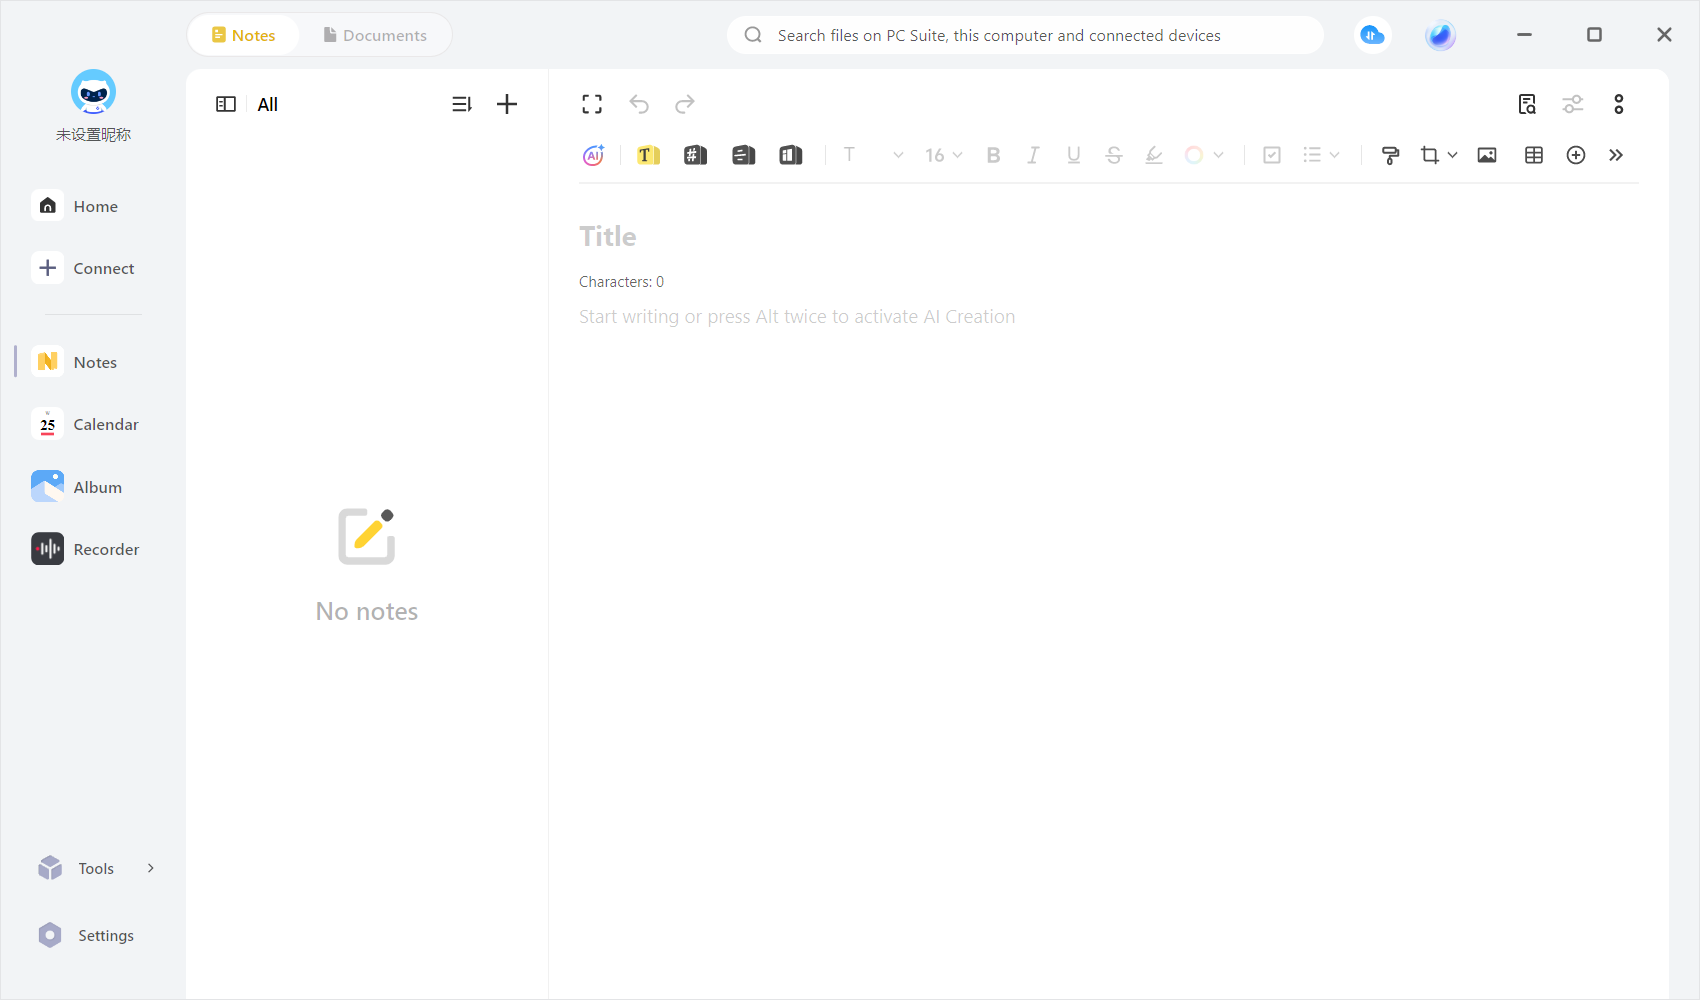 Notes
Documents
Search files on PC Suite, this computer and connected devices
未设置昵称
Home
Connect
Notes
25
Calendar
Album
Recorder
Tools
Settings
All
No notes
AI
T
#
T
16
B
I
U
S
Title
Characters: 0
Start writing or press Alt twice to activate AI Creation